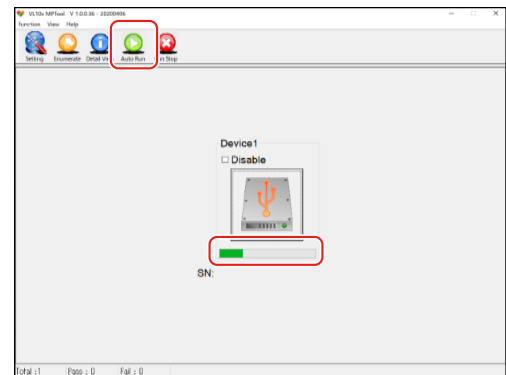 VL10x MPTool V 1.0.0.36 - 20200406
Function View Help
Setting Enumerate Detail Vi Auto Run n Stop
Device1
Disable
SN:
Total :1 Pass : 0 Fail : 0